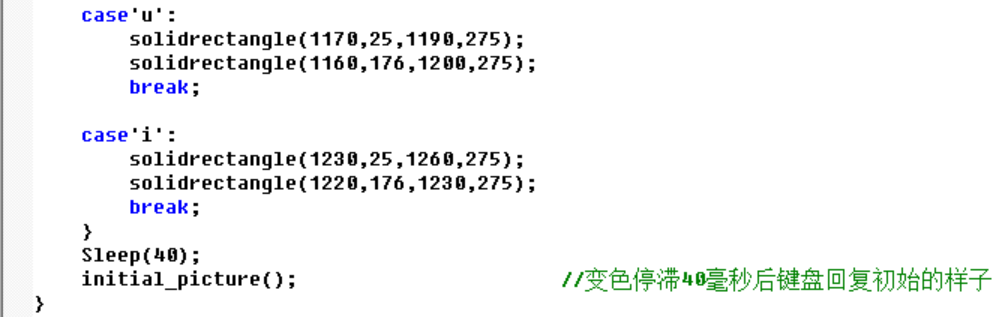 case'u':
solidrectangle(1170,25,1190,275);
solidrectangle(1160,176,1200,275);
break;
case'i':
solidrectangle(1230,25,1260,275);
solidrectangle(1220,176,1230,275);
break;
}
Sleep(40);
initial_picture(); //变色停滞40毫秒后键盘回复初始的样子
}